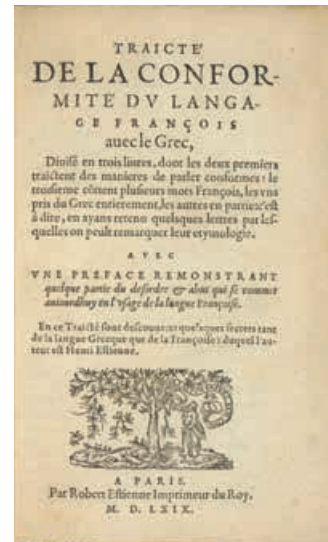 TRAICTE'
DE LA CONFOR-
MITE DV LANGA-
GE FRANÇOIS
auec le Grec,
Diuisé en trois liures, dont les deux premiers
traictent des manieres de parler conformes: le
troisieme côtient plusieurs mots François, les vns
pris du Grec entierement, les autres en partie: c'est
à dire, en ayans retenu quelques lettres par les-
quelles on peult remarquer leur etymologie.
AVEC
VNE PREFACE REMONSTRANT
quelque partie du desordre & abus qui se commet
auiourdhuy en l'vsage de la langue Françoise.
En ce Traicté sont descouuerts quelques secrets tant
de la langue Grecque que de la Françoise: duquel l'au-
teur est Henri Estienne.
A PARIS.
Par Robert Estienne Imprimeur du Roy.
M. D. LXIX.